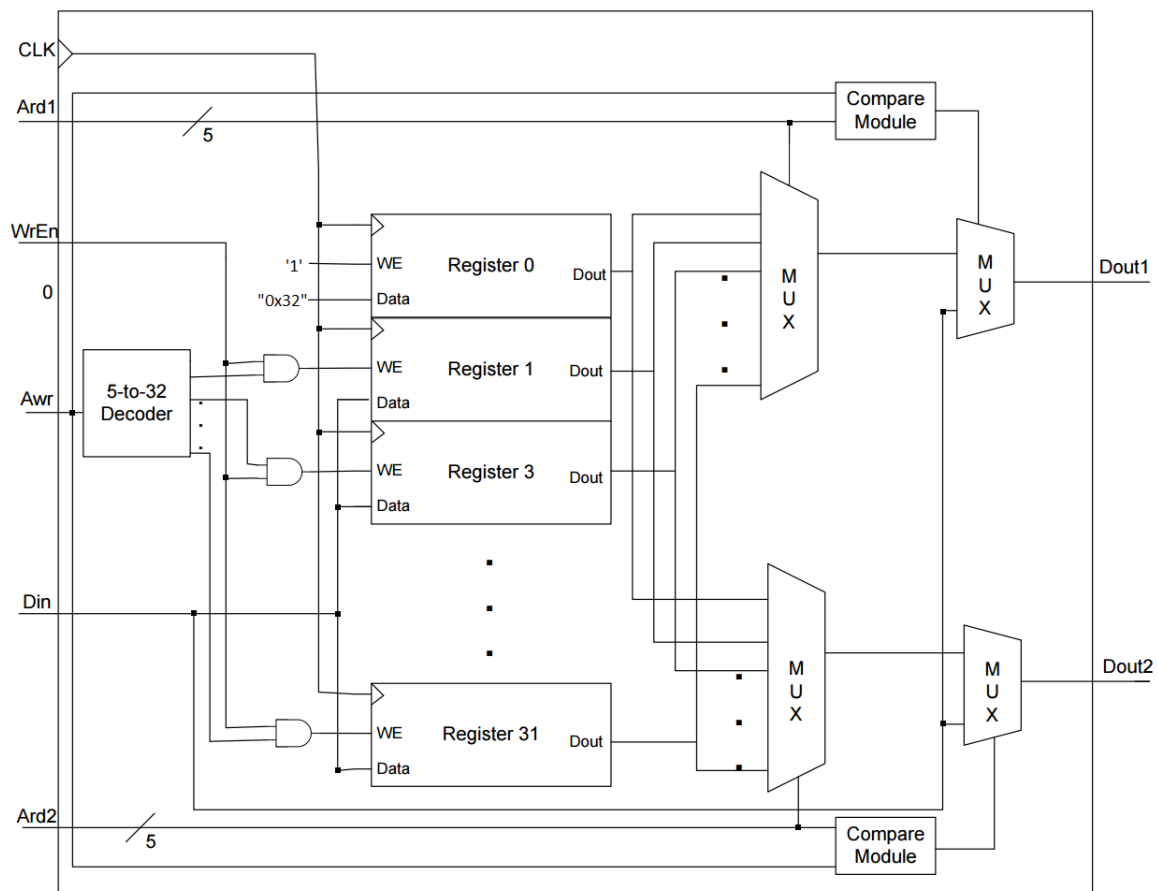 CLK
Ard1
5
Compare
Module
WrEn
0
'1'
WE
Register 0
Dout
"0x32"
Data
M
U
X
M
U
X
Dout1
5-to-32
Decoder
Awr
WE
Register 1
Dout
Data
WE
Register 3
Dout
Data
Din
M
U
X
M
U
X
Dout2
WE
Register 31
Dout
Data
Ard2
5
Compare
Module